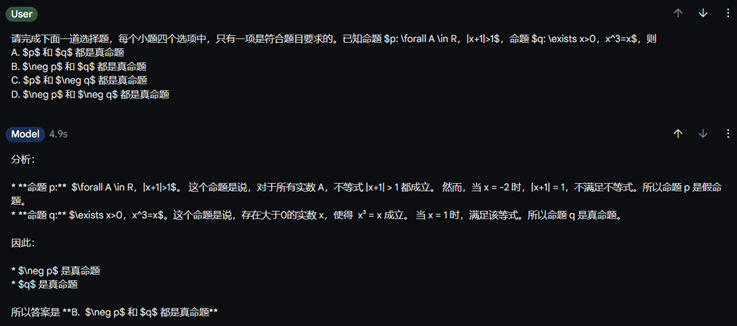 User
请完成下面一道选择题，每个小题四个选项中，只有一项是符合题目要求的。已知命题 $p: \forall A \in R，|x+1|>1$，命题 $q: \exists x>0，x^3=x$，则
A. $p$ 和 $q$ 都是真命题
B. $\neg p$ 和 $q$ 都是真命题
C. $p$ 和 $\neg q$ 都是真命题
D. $\neg p$ 和 $\neg q$ 都是真命题
Model 4.9s
分析：
* **命题 p:** $\forall A \in R，|x+1|>1$。 这个命题是说，对于所有实数 A，不等式 |x+1| > 1 都成立。 然而，当 x = -2 时，|x+1| = 1，不满足不等式。所以命题 p 是假命
题。
* **命题 q:** $\exists x>0，x^3=x$。这个命题是说，存在大于0的实数 x，使得 x³ = x 成立。 当 x = 1 时，满足该等式。所以命题 q 是真命题。
因此：
* $\neg p$ 是真命题
* $q$ 是真命题
所以答案是 **B. $\neg p$ 和 $q$ 都是真命题**